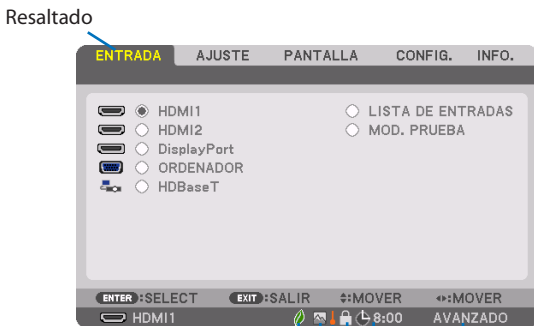 Resaltado
ENTRADA AJUSTE PANTALLA CONFIG. INFO.
HDMI1 LISTA DE ENTRADAS
HDMI2 MOD. PRUEBA
DisplayPort
ORDENADOR
HDBaseT
ENTER :SELECT EXIT :SALIR :MOVER :MOVER
HDMI1 8:00 AVANZADO